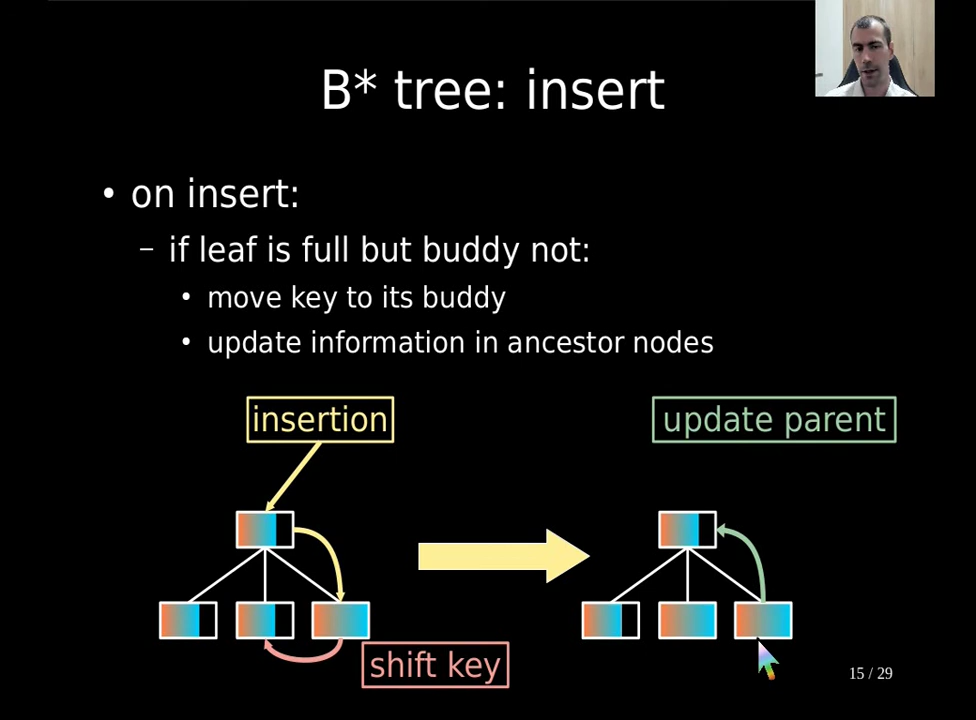 B* tree: insert
• on insert:
– if leaf is full but buddy not:
• move key to its buddy
• update information in ancestor nodes
insertion
update parent
shift key
15 / 29